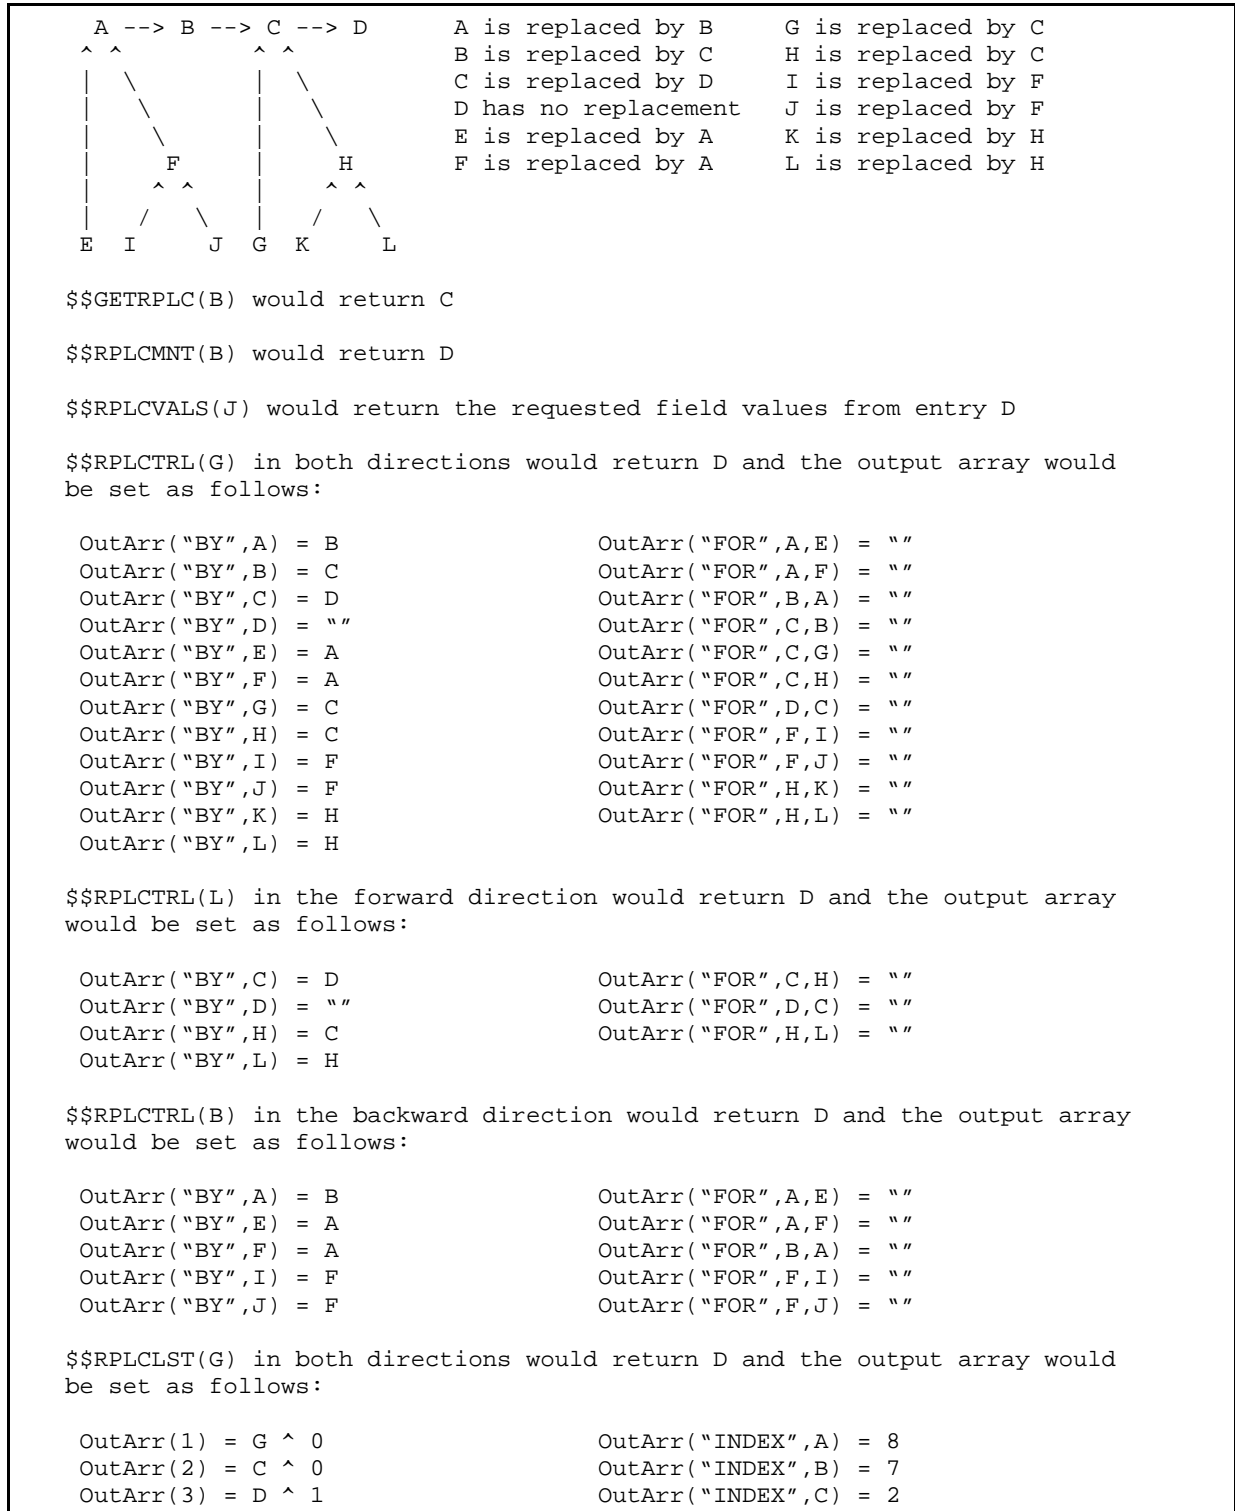 A --> B --> C --> D      A is replaced by B     G is replaced by C
 ^ ^         ^ ^           B is replaced by C     H is replaced by C
 |  \        |  \          C is replaced by D     I is replaced by F
 |   \       |   \         D has no replacement   J is replaced by F
 |    \      |    \        E is replaced by A     K is replaced by H
 |     F     |     H       F is replaced by A     L is replaced by H
 |    ^ ^    |    ^ ^
 |   /   \  |   /   \
 E  I     J  G  K     L
$$GETRPLC(B) would return C
$$RPLCMNT(B) would return D
$$RPLCVALS(J) would return the requested field values from entry D
$$RPLCTRL(G) in both directions would return D and the output array would
be set as follows:
 OutArr(“BY”,A) = B                  OutArr(“FOR”,A,E) = “”
 OutArr(“BY”,B) = C                  OutArr(“FOR”,A,F) = “”
 OutArr(“BY”,C) = D                  OutArr(“FOR”,B,A) = “”
 OutArr(“BY”,D) = “”                 OutArr(“FOR”,C,B) = “”
 OutArr(“BY”,E) = A                  OutArr(“FOR”,C,G) = “”
 OutArr(“BY”,F) = A                  OutArr(“FOR”,C,H) = “”
 OutArr(“BY”,G) = C                  OutArr(“FOR”,D,C) = “”
 OutArr(“BY”,H) = C                  OutArr(“FOR”,F,I) = “”
 OutArr(“BY”,I) = F                  OutArr(“FOR”,F,J) = “”
 OutArr(“BY”,J) = F                  OutArr(“FOR”,H,K) = “”
 OutArr(“BY”,K) = H                  OutArr(“FOR”,H,L) = “”
 OutArr(“BY”,L) = H
$$RPLCTRL(L) in the forward direction would return D and the output array
would be set as follows:
 OutArr(“BY”,C) = D                  OutArr(“FOR”,C,H) = “”
 OutArr(“BY”,D) = “”                 OutArr(“FOR”,D,C) = “”
 OutArr(“BY”,H) = C                  OutArr(“FOR”,H,L) = “”
 OutArr(“BY”,L) = H
$$RPLCTRL(B) in the backward direction would return D and the output array
would be set as follows:
 OutArr(“BY”,A) = B                  OutArr(“FOR”,A,E) = “”
 OutArr(“BY”,E) = A                  OutArr(“FOR”,A,F) = “”
 OutArr(“BY”,F) = A                  OutArr(“FOR”,B,A) = “”
 OutArr(“BY”,I) = F                  OutArr(“FOR”,F,I) = “”
 OutArr(“BY”,J) = F                  OutArr(“FOR”,F,J) = “”
$$RPLCLST(G) in both directions would return D and the output array would
be set as follows:
 OutArr(1) = G ^ 0                   OutArr(“INDEX”,A) = 8
 OutArr(2) = C ^ 0                   OutArr(“INDEX”,B) = 7
 OutArr(3) = D ^ 1                   OutArr(“INDEX”,C) = 2